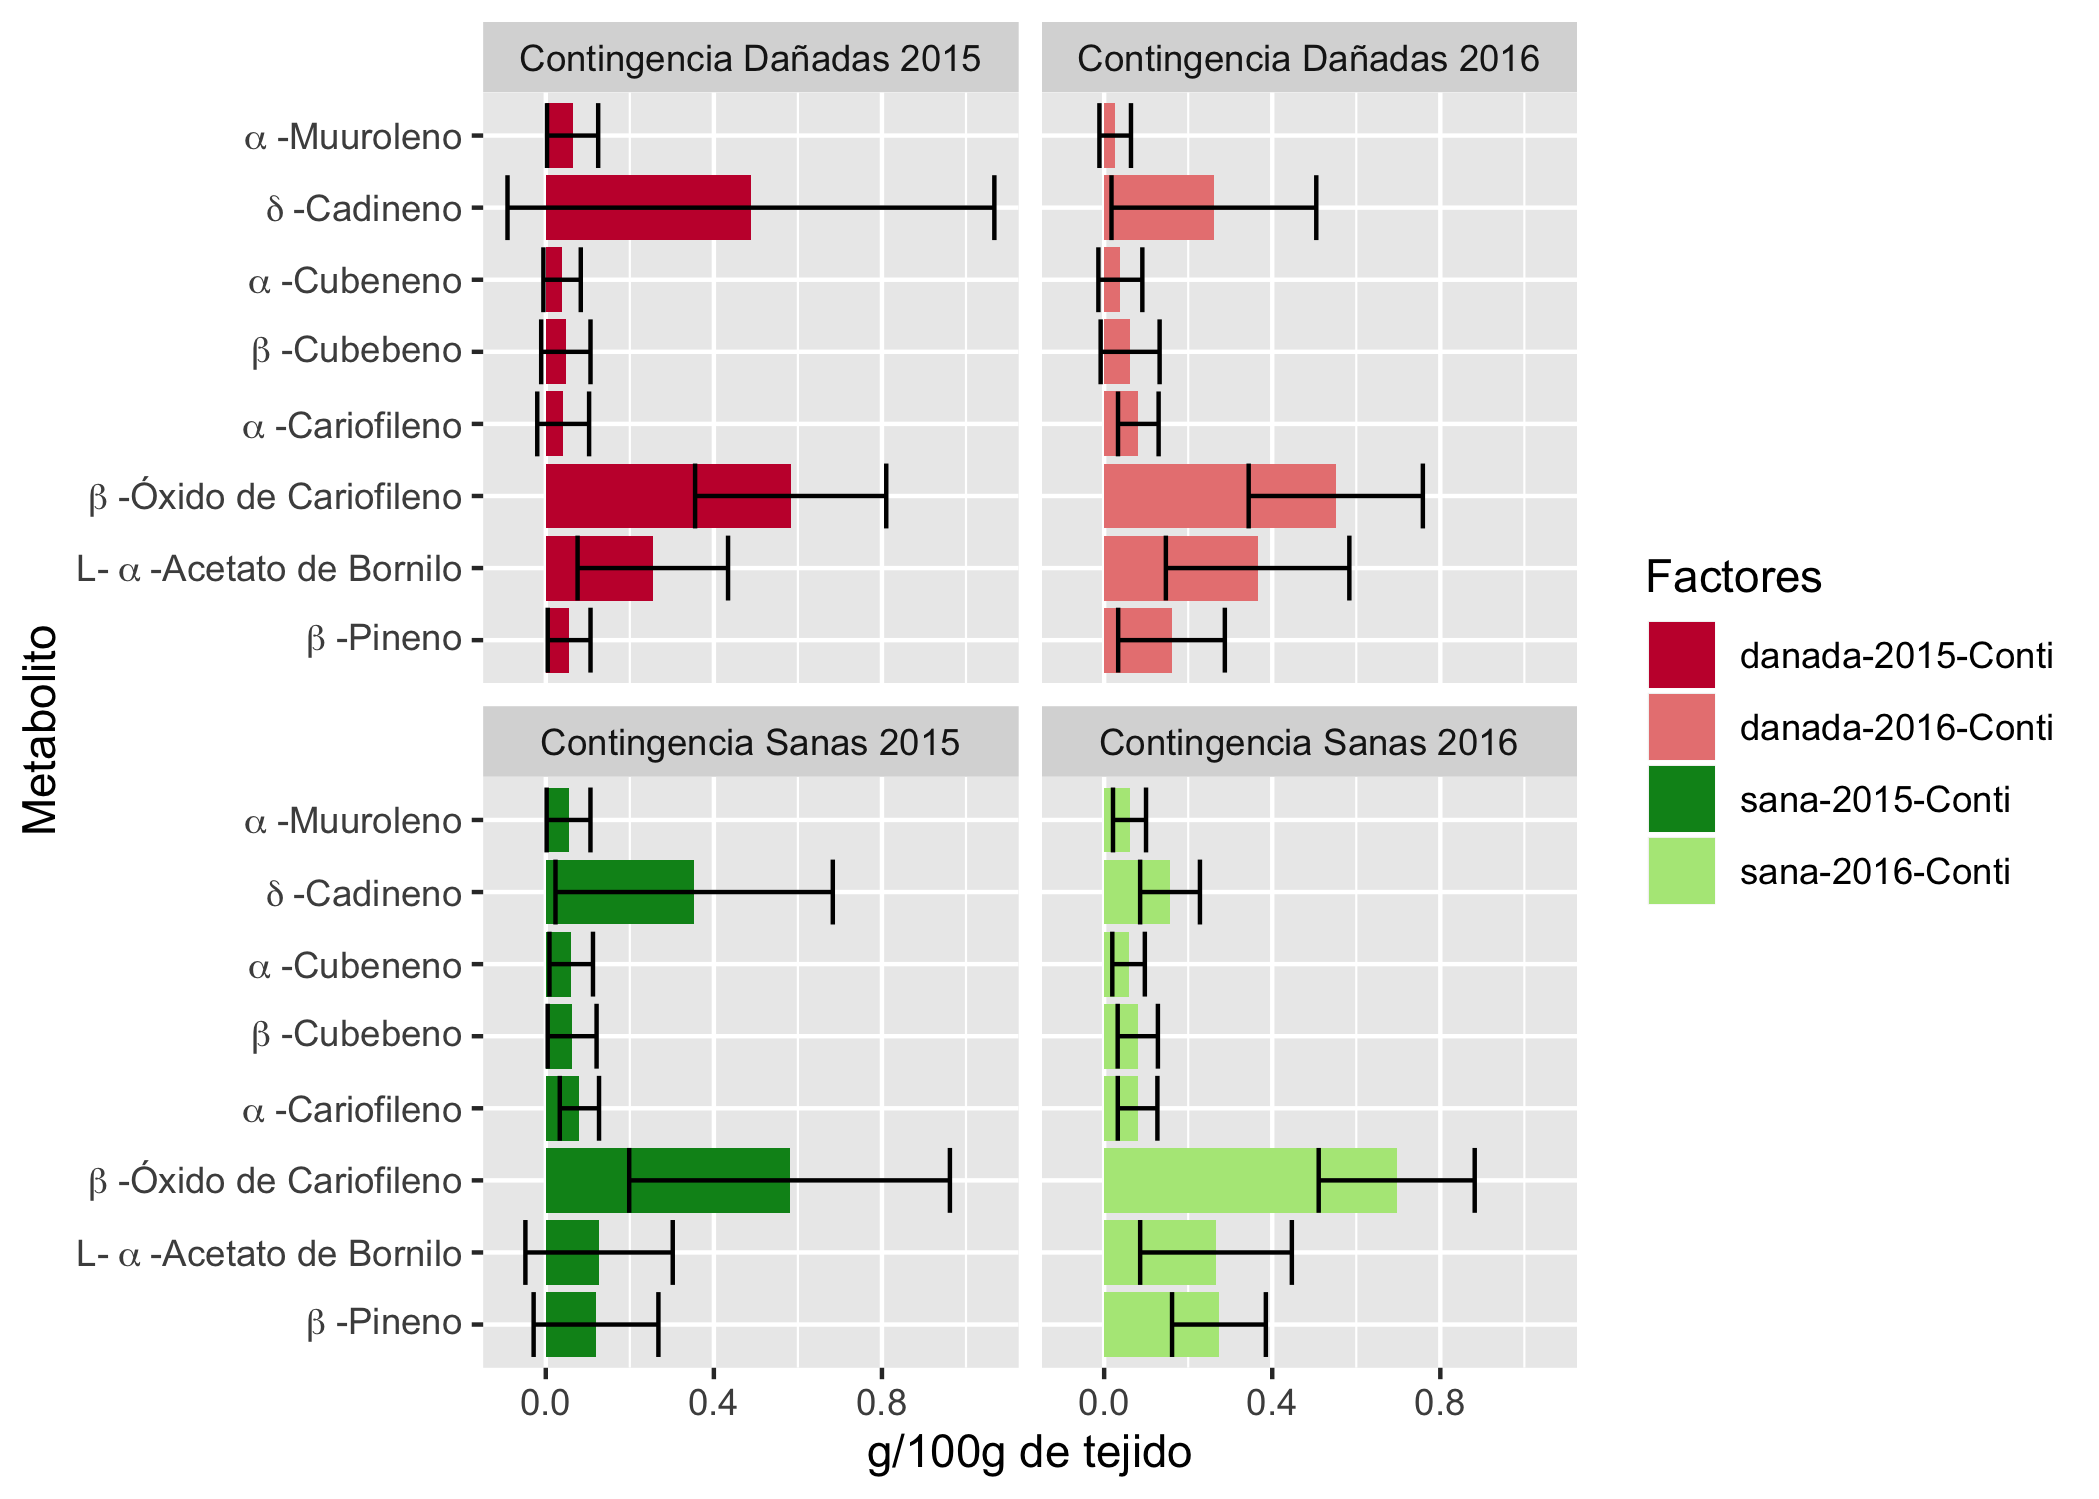 Contingencia Dañadas 2015
Contingencia Dañadas 2016
α -Muuroleno
δ -Cadineno
α -Cubeneno
β -Cubebeno
α -Cariofileno
β -Óxido de Cariofileno
L- α -Acetato de Bornilo
β -Pineno
Contingencia Sanas 2015
Contingencia Sanas 2016
α -Muuroleno
δ -Cadineno
α -Cubeneno
β -Cubebeno
α -Cariofileno
β -Óxido de Cariofileno
L- α -Acetato de Bornilo
β -Pineno
0.0 0.4 0.8
0.0 0.4 0.8
g/100g de tejido
Metabolito
Factores
danada-2015-Conti
danada-2016-Conti
sana-2015-Conti
sana-2016-Conti